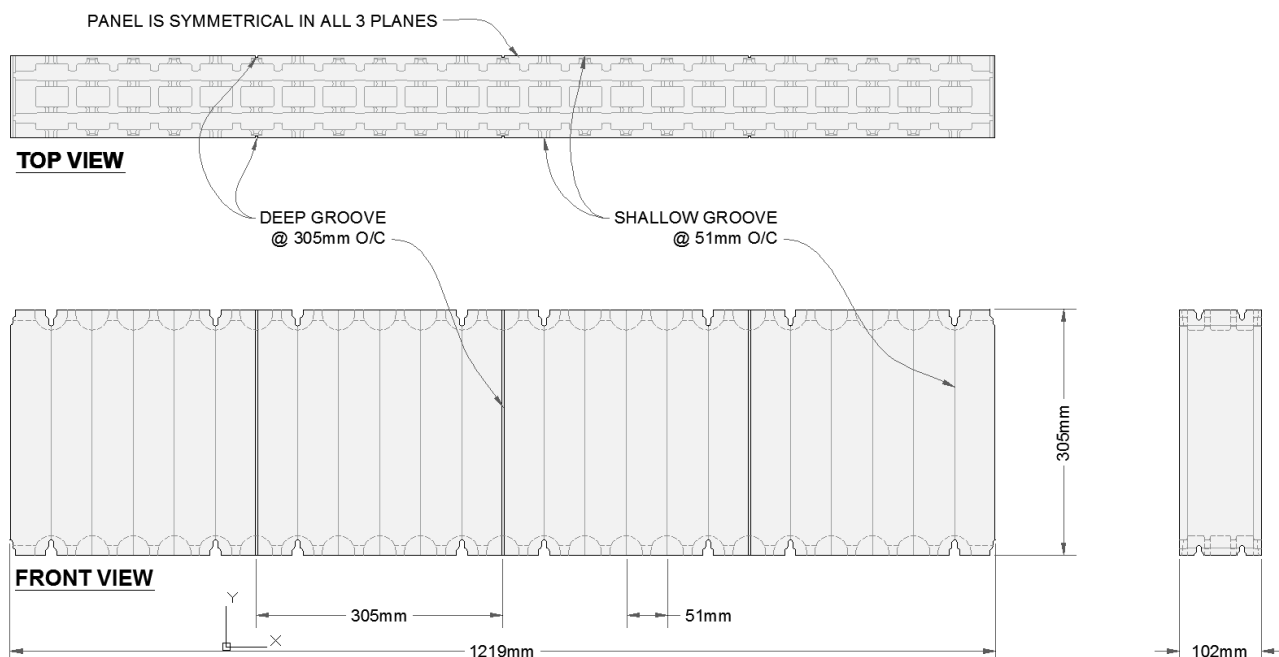 PANEL IS SYMMETRICAL IN ALL 3 PLANES
TOP VIEW
DEEP GROOVE
@ 305mm O/C
SHALLOW GROOVE
@ 51mm O/C
305mm
FRONT VIEW
Y
X
305mm
51mm
1219mm
102mm